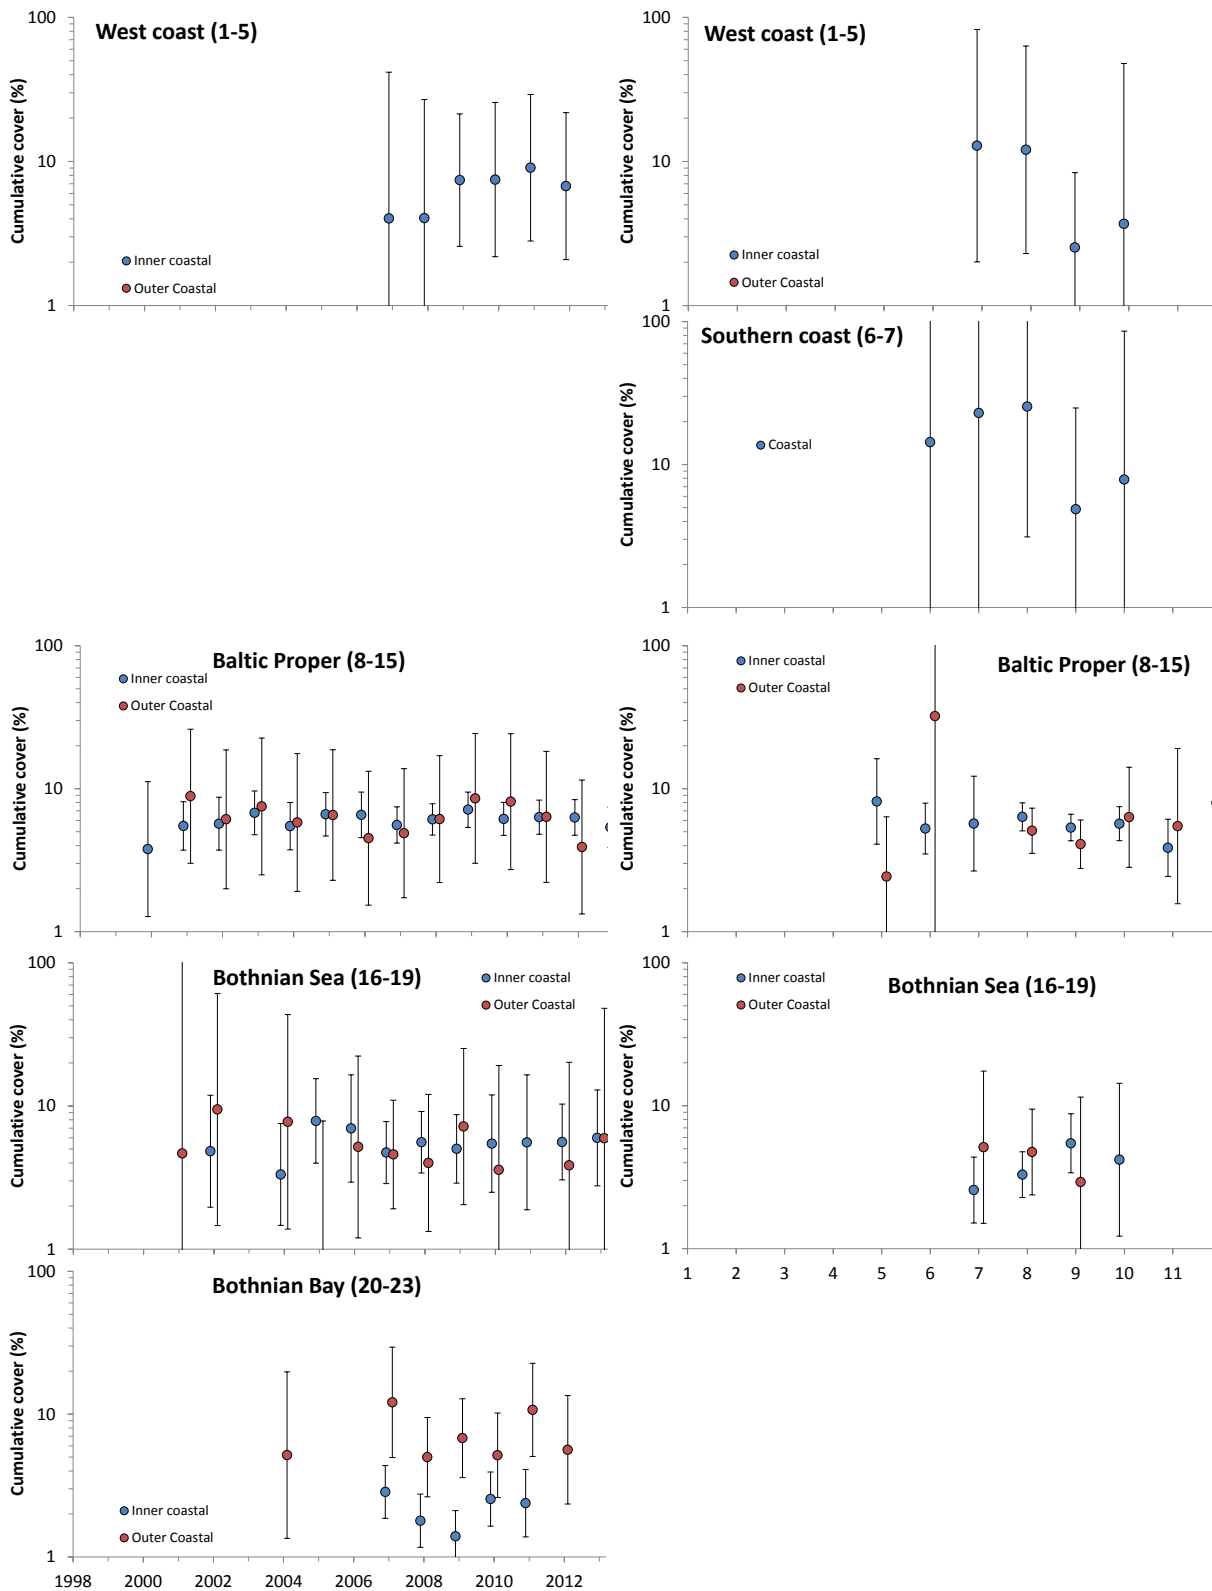 West coast (1-5)
Cumulative cover (%)
100
10
1
Inner coastal
Outer Coastal
West coast (1-5)
Cumulative cover (%)
100
10
1
Inner coastal
Outer Coastal
Southern coast (6-7)
Cumulative cover (%)
100
10
1
Coastal
Baltic Proper (8-15)
Cumulative cover (%)
100
10
1
Inner coastal
Outer Coastal
Baltic Proper (8-15)
Cumulative cover (%)
100
10
1
Inner coastal
Outer Coastal
Bothnian Sea (16-19)
Cumulative cover (%)
100
10
1
Inner coastal
Outer Coastal
Bothnian Sea (16-19)
Cumulative cover (%)
100
10
1
Inner coastal
Outer Coastal
1 2 3 4 5 6 7 8 9 10 11
Bothnian Bay (20-23)
Cumulative cover (%)
100
10
1
Inner coastal
Outer Coastal
1998 2000 2002 2004 2006 2008 2010 2012